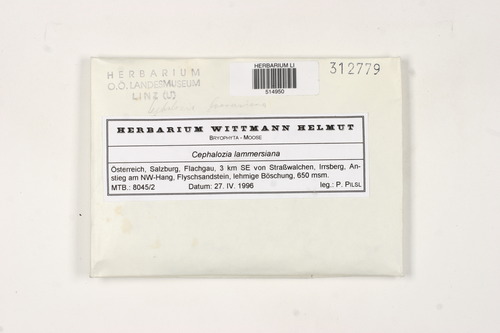 HERBARIUM
O.Ö. LANDESMUSEUM
LINZ (LI)
HERBARIUM LI
514950
312779
HERBARIUM WITTMANN HELMUT
BRYOPHYTA - MOOSE
Cephalozia lammersiana
Österreich, Salzburg, Flachgau, 3 km SE von Straßwalchen, Irrsberg, An-
stieg am NW-Hang, Flyschsandstein, lehmige Böschung, 650 msm.
MTB.: 8045/2 Datum: 27. IV. 1996 leg.: P. PILSL